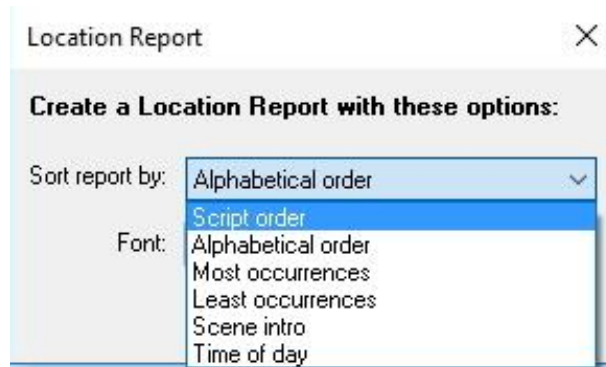 Location Report
Create a Location Report with these options:
Sort report by: Alphabetical order
Script order
Font: Alphabetical order
Most occurrences
Least occurrences
Scene intro
Time of day